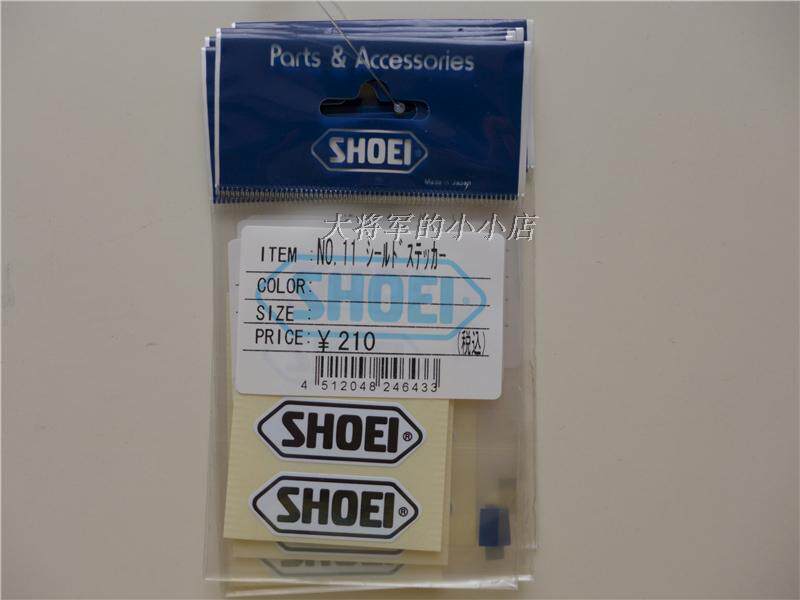 Parts & Accessories
SHOEI
Made in Japan
大将军的小小店
ITEM :NO.11 シールドステッカー
SHOEI
COLOR:
SIZE :
PRICE:¥210 (税込)
4 512048 246433
SHOEI®
SHOEI®